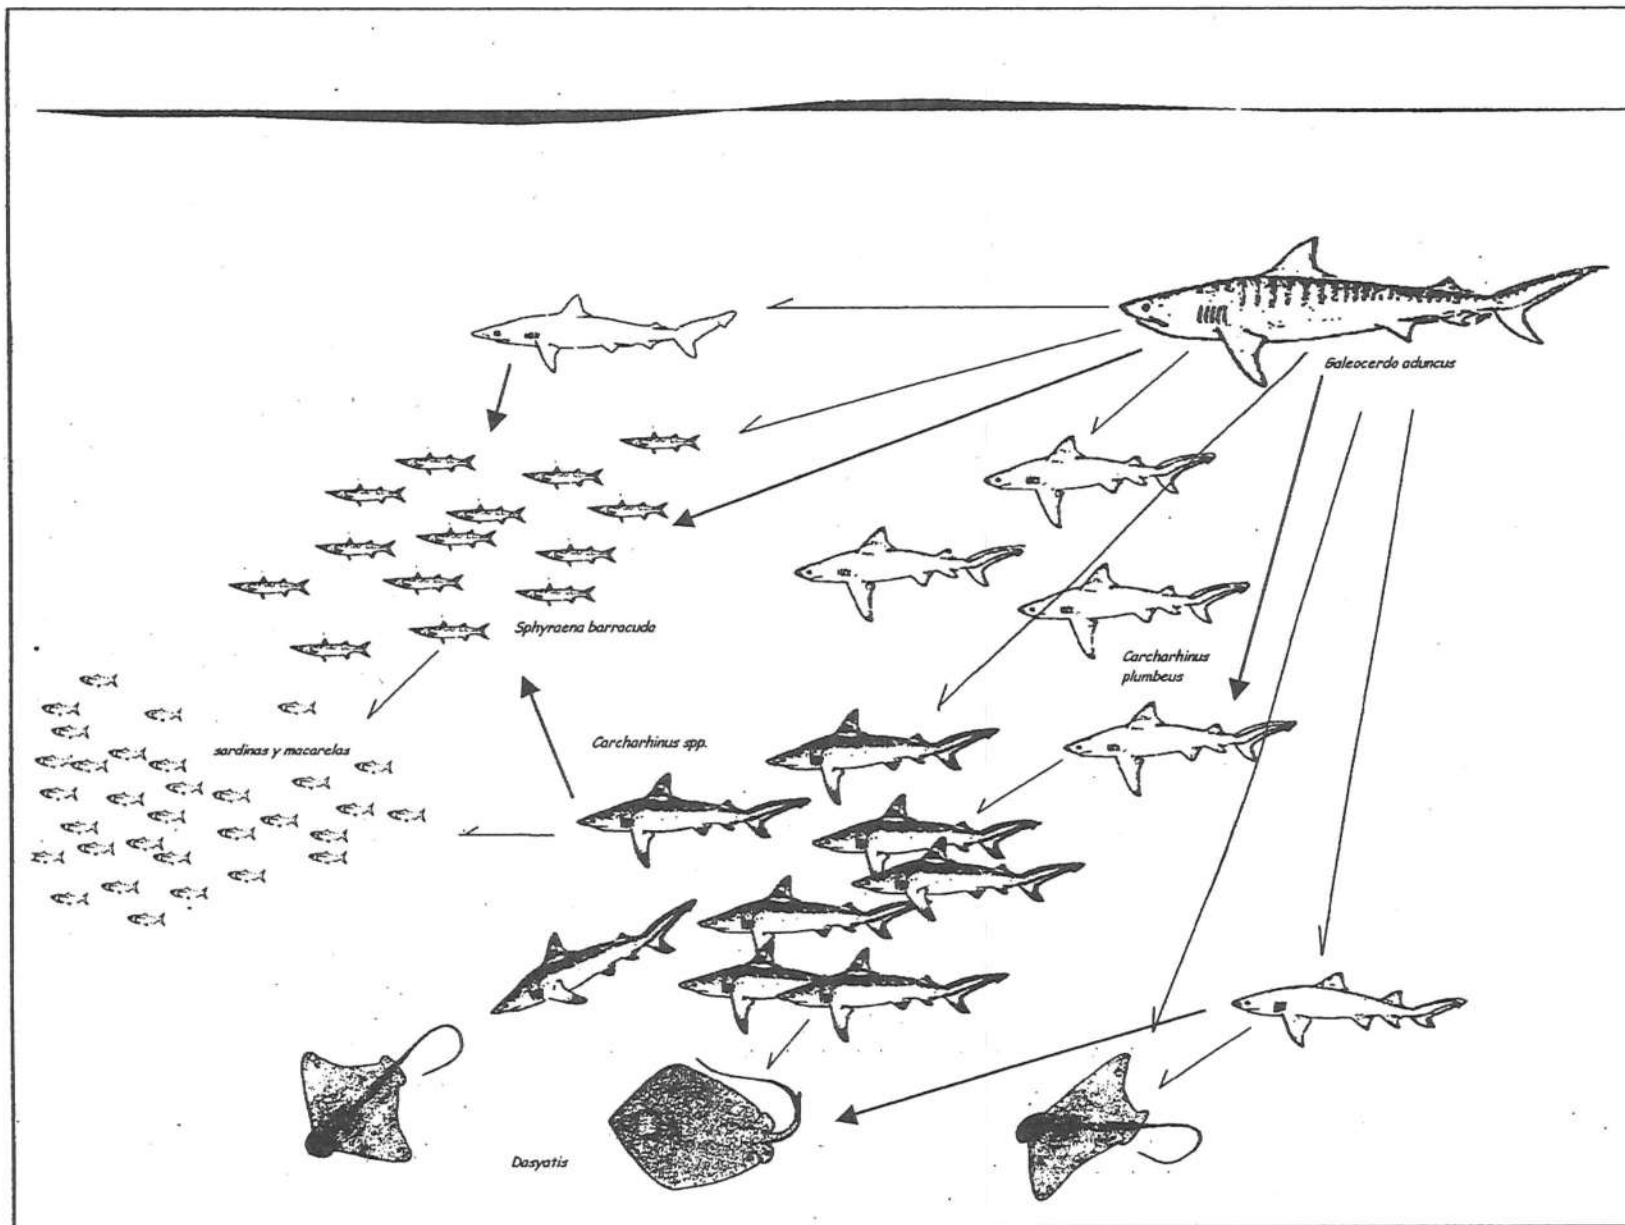 Galeocerdo aduncus
Sphyraena barracuda
Carcharhinus
plumbeus
Carcharhinus spp.
sardinas y macarelas
Dasyatis